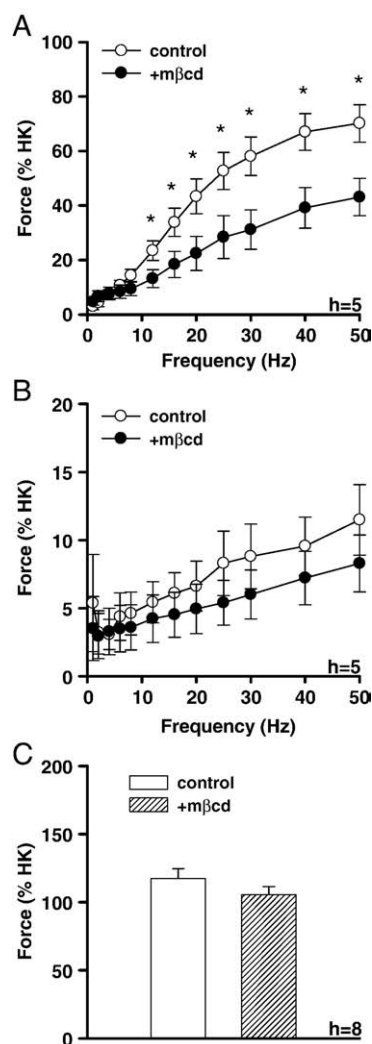 A
control
+mβcd
100
80
60
40
20
0
Force (% HK)
* * * * * * *
h=5
0 10 20 30 40 50
Frequency (Hz)
B
control
+mβcd
20
15
10
5
0
Force (% HK)
h=5
0 10 20 30 40 50
Frequency (Hz)
C
control
+mβcd
200
150
100
50
0
Force (% HK)
h=8